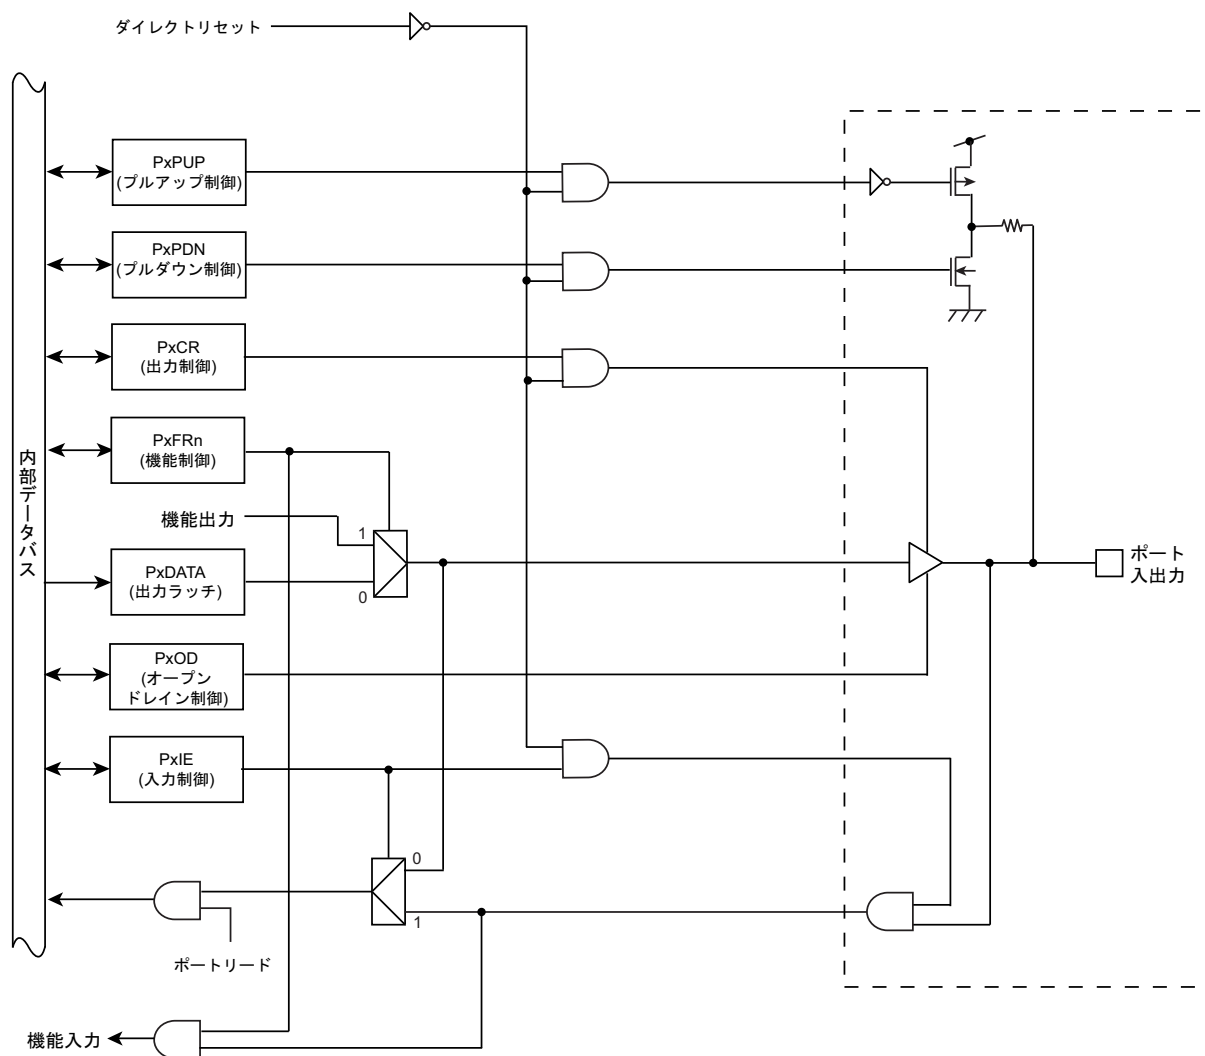 ダイレクトリセット
PxPUP
(プルアップ制御)
PxPDN
(プルダウン制御)
PxCR
(出力制御)
PxFRn
(機能制御)
内部データバス
機能出力
1
PxDATA
(出力ラッチ)
0
ポート
入出力
PxOD
(オープン
ドレイン制御)
PxIE
(入力制御)
0
1
ポートリード
機能入力